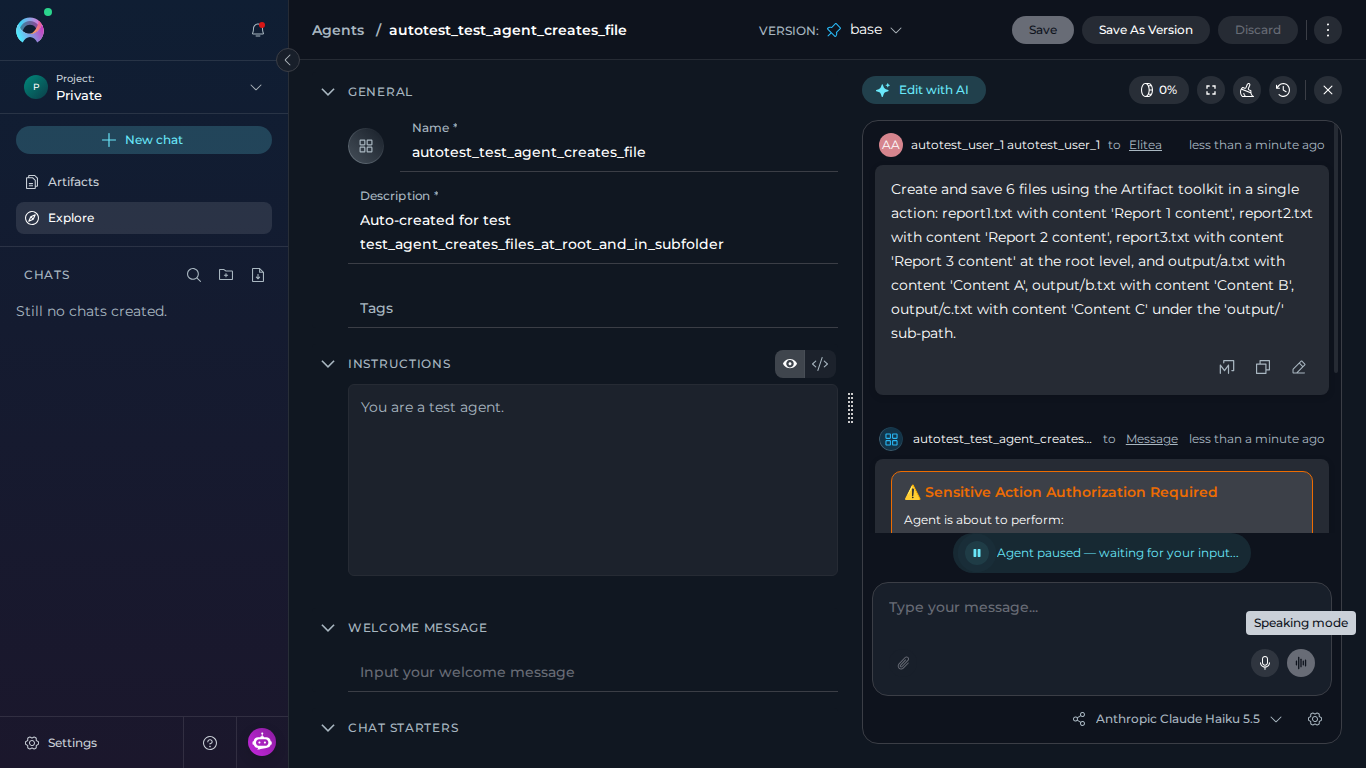 Agents / autotest_test_agent_creates_file
VERSION: base
Save
Save As Version
Discard
P
Project:
Private
New chat
Artifacts
Explore
CHATS
Still no chats created.
Settings
GENERAL
Name *
autotest_test_agent_creates_file
Description *
Auto-created for test
test_agent_creates_files_at_root_and_in_subfolder
Tags
INSTRUCTIONS
You are a test agent.
WELCOME MESSAGE
Input your welcome message
CHAT STARTERS
Edit with AI
0%
AA
autotest_user_1 autotest_user_1 to Elitea less than a minute ago
Create and save 6 files using the Artifact toolkit in a single
action: report1.txt with content 'Report 1 content', report2.txt
with content 'Report 2 content', report3.txt with content
'Report 3 content' at the root level, and output/a.txt with
content 'Content A', output/b.txt with content 'Content B',
output/c.txt with content 'Content C' under the 'output/'
sub-path.
autotest_test_agent_creates... to Message less than a minute ago
Sensitive Action Authorization Required
Agent is about to perform:
Agent paused — waiting for your input...
Type your message...
Speaking mode
Anthropic Claude Haiku 5.5